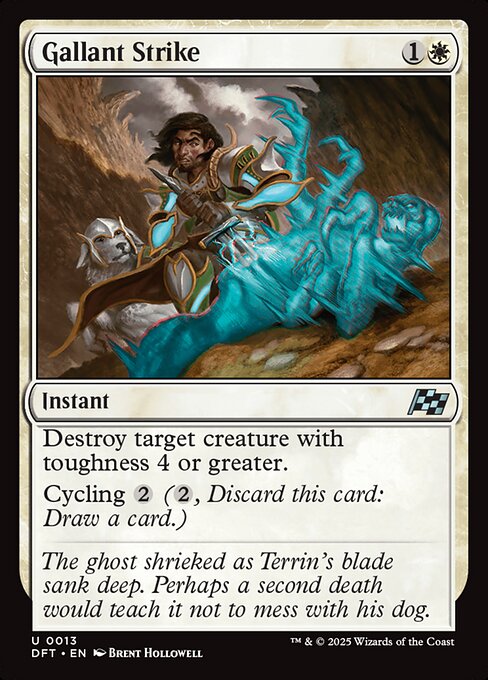 Gallant Strike 1
Instant
Destroy target creature with
toughness 4 or greater.
Cycling 2 (2, Discard this card:
Draw a card.)
The ghost shrieked as Terrin's blade
sank deep. Perhaps a second death
would teach it not to mess with his dog.
U 0013
DFT • EN Brent Hollowell
™ & © 2025 Wizards of the Coast